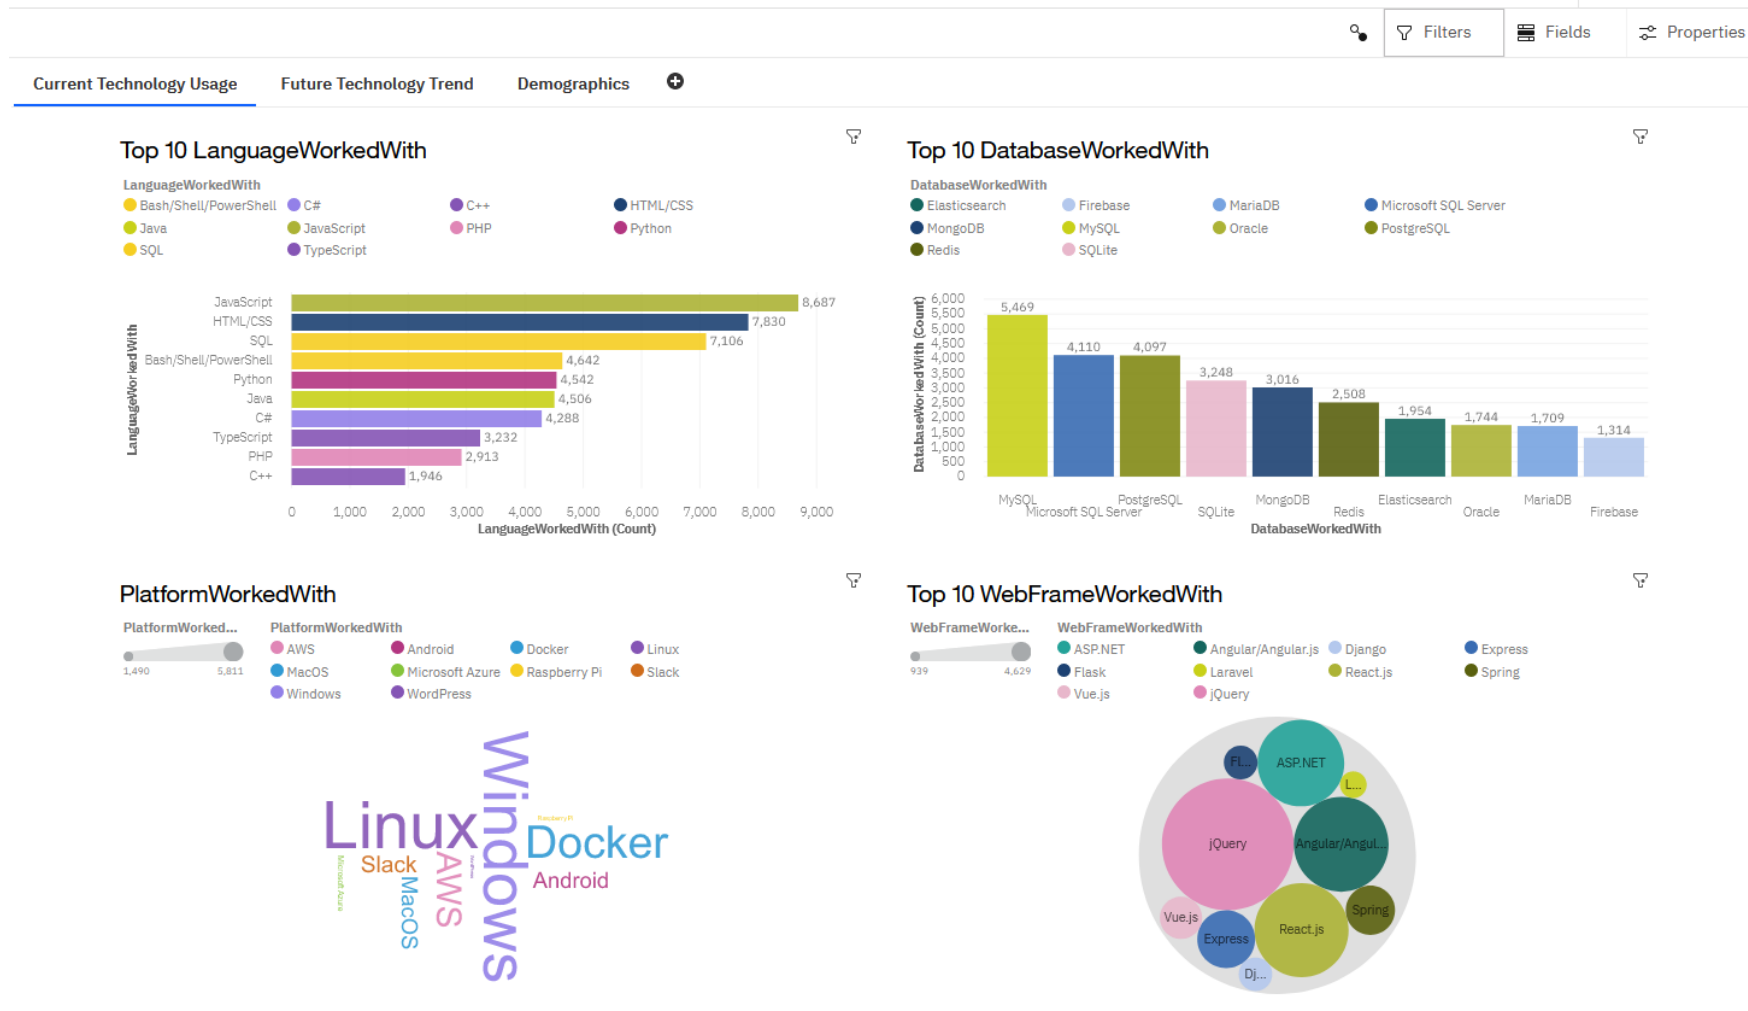 Filters
Fields
Properties
Current Technology Usage
Future Technology Trend
Demographics
Top 10 LanguageWorkedWith
LanguageWorkedWith
Bash/Shell/PowerShell
C#
C++
HTML/CSS
Java
JavaScript
PHP
Python
SQL
TypeScript
LanguageWorkedWith
JavaScript
8,687
HTML/CSS
7,830
SQL
7,106
Bash/Shell/PowerShell
4,642
Python
4,542
Java
4,506
C#
4,288
TypeScript
3,232
PHP
2,913
C++
1,946
0 1,000 2,000 3,000 4,000 5,000 6,000 7,000 8,000 9,000
LanguageWorkedWith (Count)
Top 10 DatabaseWorkedWith
DatabaseWorkedWith
Elasticsearch
Firebase
MariaDB
Microsoft SQL Server
MongoDB
MySQL
Oracle
PostgreSQL
Redis
SQLite
DatabaseWorkedWith (Count)
6,000
5,500
5,000
4,500
4,000
3,500
3,000
2,500
2,000
1,500
1,000
500
0
5,469
4,110
4,097
3,248
3,016
2,508
1,954
1,744
1,709
1,314
MySQL
Microsoft SQL Server
PostgreSQL
SQLite
MongoDB
Redis
Elasticsearch
Oracle
MariaDB
Firebase
DatabaseWorkedWith
PlatformWorkedWith
PlatformWorked...
1,490
5,811
PlatformWorkedWith
AWS
Android
Docker
Linux
MacOS
Microsoft Azure
Raspberry Pi
Slack
Windows
WordPress
Windows
Linux
Raspberry Pi
Docker
Slack
AWS
WordPress
Android
Microsoft Azure
MacOS
Top 10 WebFrameWorkedWith
WebFrameWorke...
939
4,629
WebFrameWorkedWith
ASP.NET
Angular/Angular.js
Django
Express
Flask
Laravel
React.js
Spring
Vue.js
jQuery
Fl...
ASP.NET
L...
jQuery
Angular/Angul...
Spring
Vue.js
React.js
Express
Dj...